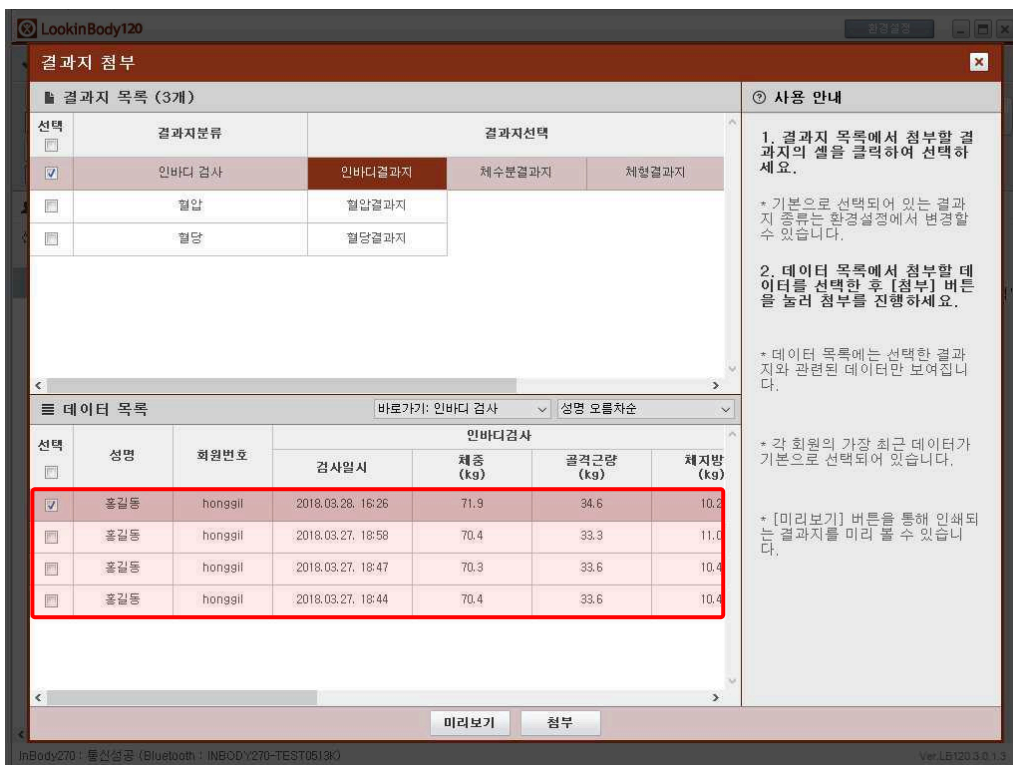 LookinBody120
환경설정
결과지 첨부
결과지 목록 (3개)
선택 결과지분류 결과지선택
인바디 검사 인바디결과지 체수분결과지 체형결과지
혈압 혈압결과지
혈당 혈당결과지
데이터 목록 바로가기: 인바디 검사 성명 오름차순
선택 성명 회원번호 인바디검사
검사일시 체중 (kg) 골격근량 (kg) 체지방 (kg)
홍길동 honggil 2018.03.28. 16:26 71.9 34.6 10.2
홍길동 honggil 2018.03.27. 18:58 70.4 33.3 11.0
홍길동 honggil 2018.03.27. 18:47 70.3 33.6 10.4
홍길동 honggil 2018.03.27. 18:44 70.4 33.6 10.4
미리보기 첨부
사용 안내
1. 결과지 목록에서 첨부할 결
과지의 셀을 클릭하여 선택하
세요.
* 기본으로 선택되어 있는 결과
지 종류는 환경설정에서 변경할
수 있습니다.
2. 데이터 목록에서 첨부할 데
이터를 선택한 후 [첨부] 버튼
을 눌러 첨부를 진행하세요.
* 데이터 목록에는 선택한 결과
지와 관련된 데이터만 보여집니
다.
* 각 회원의 가장 최근 데이터가
기본으로 선택되어 있습니다.
* [미리보기] 버튼을 통해 인쇄되
는 결과지를 미리 볼 수 있습니
다.
InBody270 : 통신성공 (Bluetooth : INBODY270-TEST0513K)
Ver.LB120.3.0.1.3